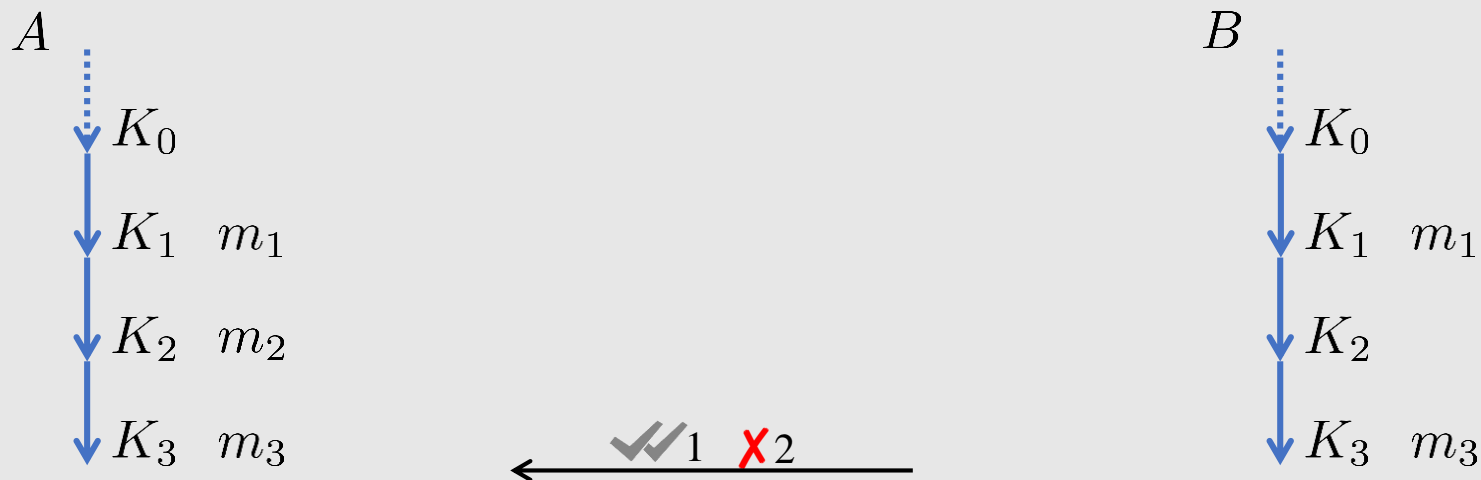 A B
K₀ K₀
K₁ m₁ K₁ m₁
K₂ m₂ K₂
K₃ m₃ ✓✓1 ✗2 K₃ m₃